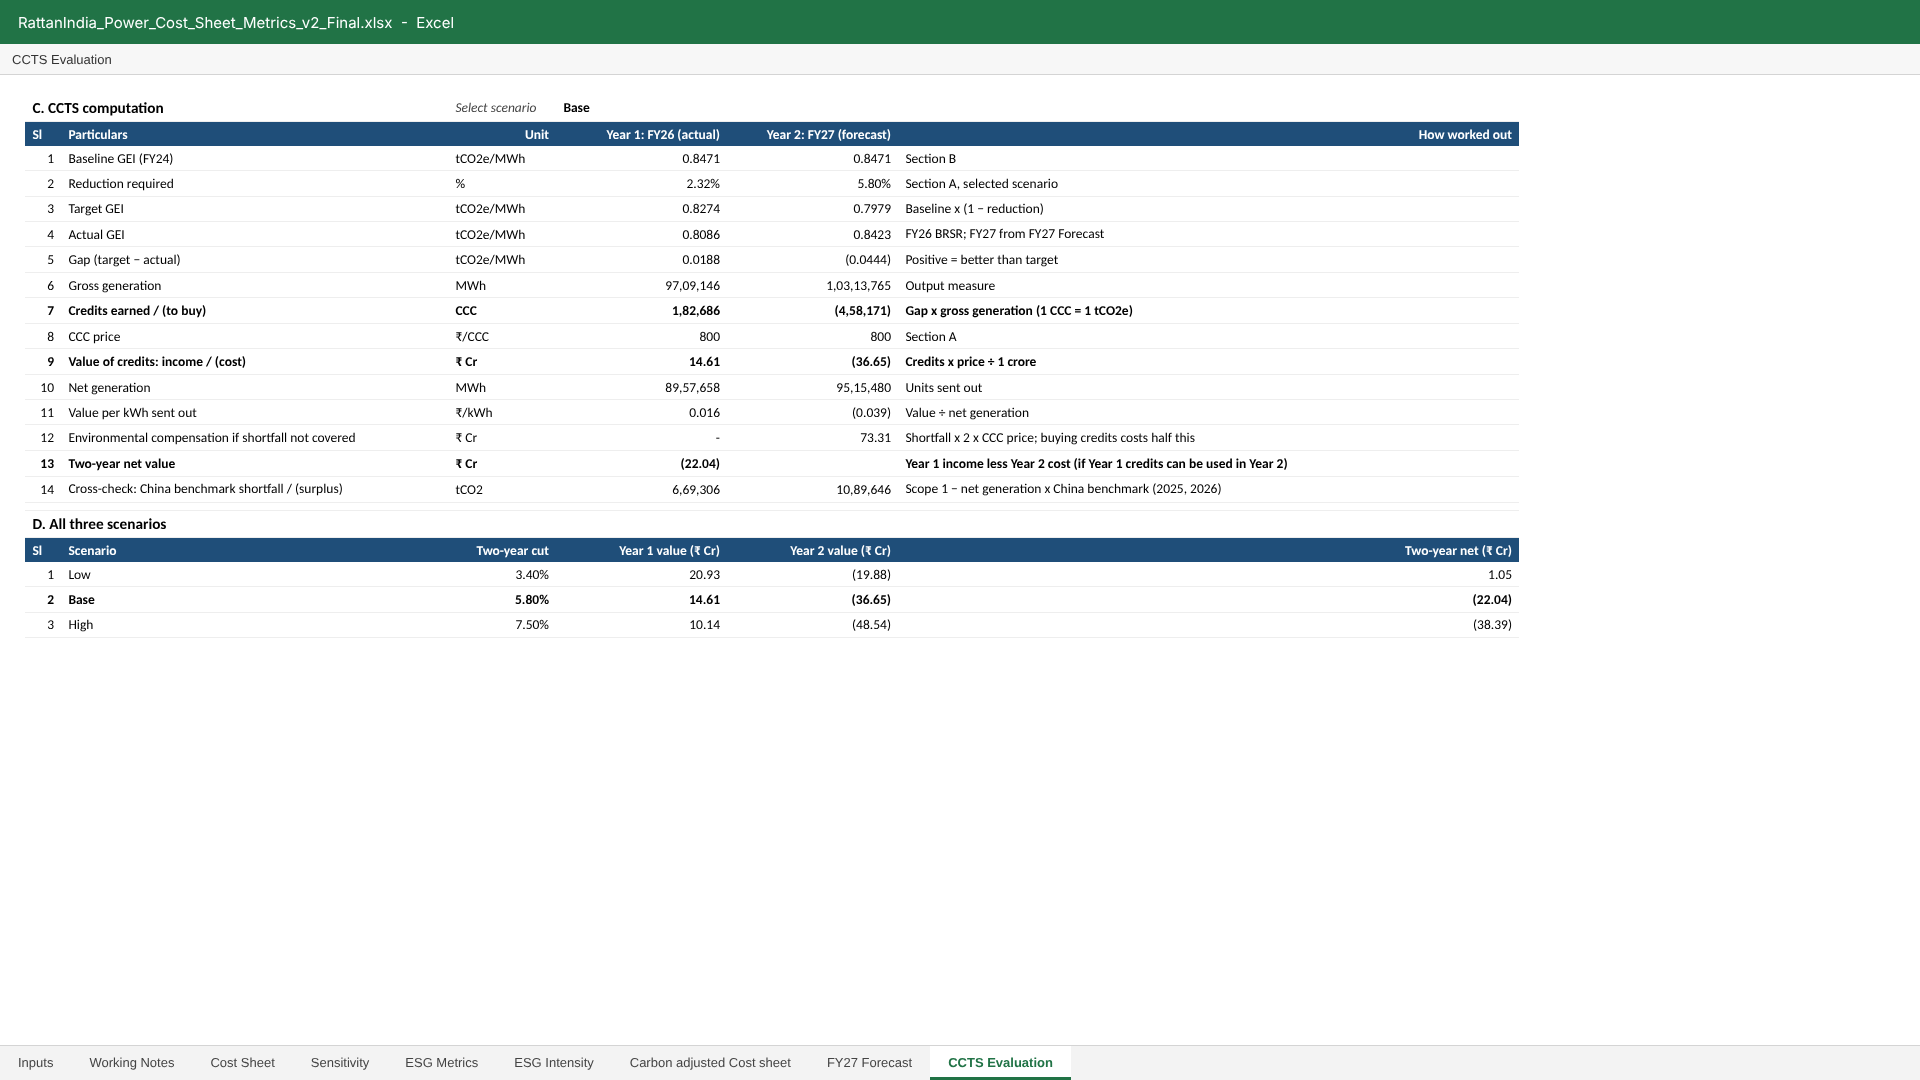 RattanIndia_Power_Cost_Sheet_Metrics_v2_Final.xlsx - Excel
CCTS Evaluation
C. CCTS computation Select scenario Base
Sl Particulars Unit Year 1: FY26 (actual) Year 2: FY27 (forecast) How worked out
1 Baseline GEI (FY24) tCO2e/MWh 0.8471 0.8471 Section B
2 Reduction required % 2.32% 5.80% Section A, selected scenario
3 Target GEI tCO2e/MWh 0.8274 0.7979 Baseline x (1 − reduction)
4 Actual GEI tCO2e/MWh 0.8086 0.8423 FY26 BRSR; FY27 from FY27 Forecast
5 Gap (target − actual) tCO2e/MWh 0.0188 (0.0444) Positive = better than target
6 Gross generation MWh 97,09,146 1,03,13,765 Output measure
7 Credits earned / (to buy) CCC 1,82,686 (4,58,171) Gap x gross generation (1 CCC = 1 tCO2e)
8 CCC price ₹/CCC 800 800 Section A
9 Value of credits: income / (cost) ₹ Cr 14.61 (36.65) Credits x price ÷ 1 crore
10 Net generation MWh 89,57,658 95,15,480 Units sent out
11 Value per kWh sent out ₹/kWh 0.016 (0.039) Value ÷ net generation
12 Environmental compensation if shortfall not covered ₹ Cr - 73.31 Shortfall x 2 x CCC price; buying credits costs half this
13 Two-year net value ₹ Cr (22.04) Year 1 income less Year 2 cost (if Year 1 credits can be used in Year 2)
14 Cross-check: China benchmark shortfall / (surplus) tCO2 6,69,306 10,89,646 Scope 1 − net generation x China benchmark (2025, 2026)
D. All three scenarios
Sl Scenario Two-year cut Year 1 value (₹ Cr) Year 2 value (₹ Cr) Two-year net (₹ Cr)
1 Low 3.40% 20.93 (19.88) 1.05
2 Base 5.80% 14.61 (36.65) (22.04)
3 High 7.50% 10.14 (48.54) (38.39)
Inputs Working Notes Cost Sheet Sensitivity ESG Metrics ESG Intensity Carbon adjusted Cost sheet FY27 Forecast CCTS Evaluation